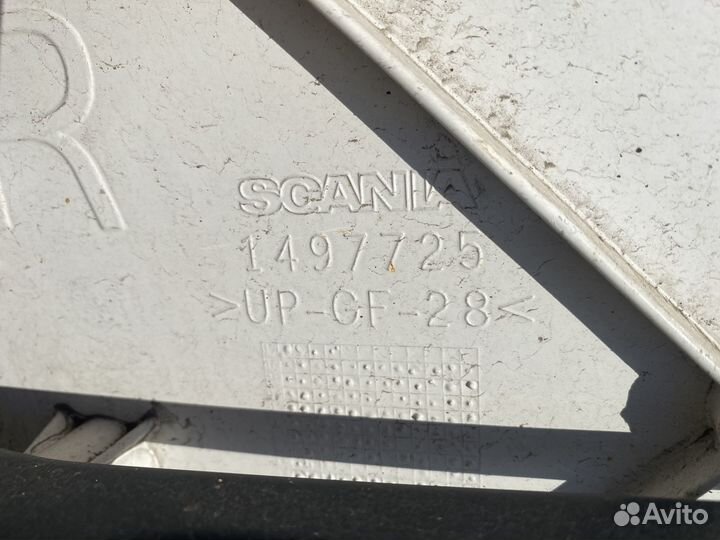 R
SCANIA
1497725
>UP-GF-28<
Avito